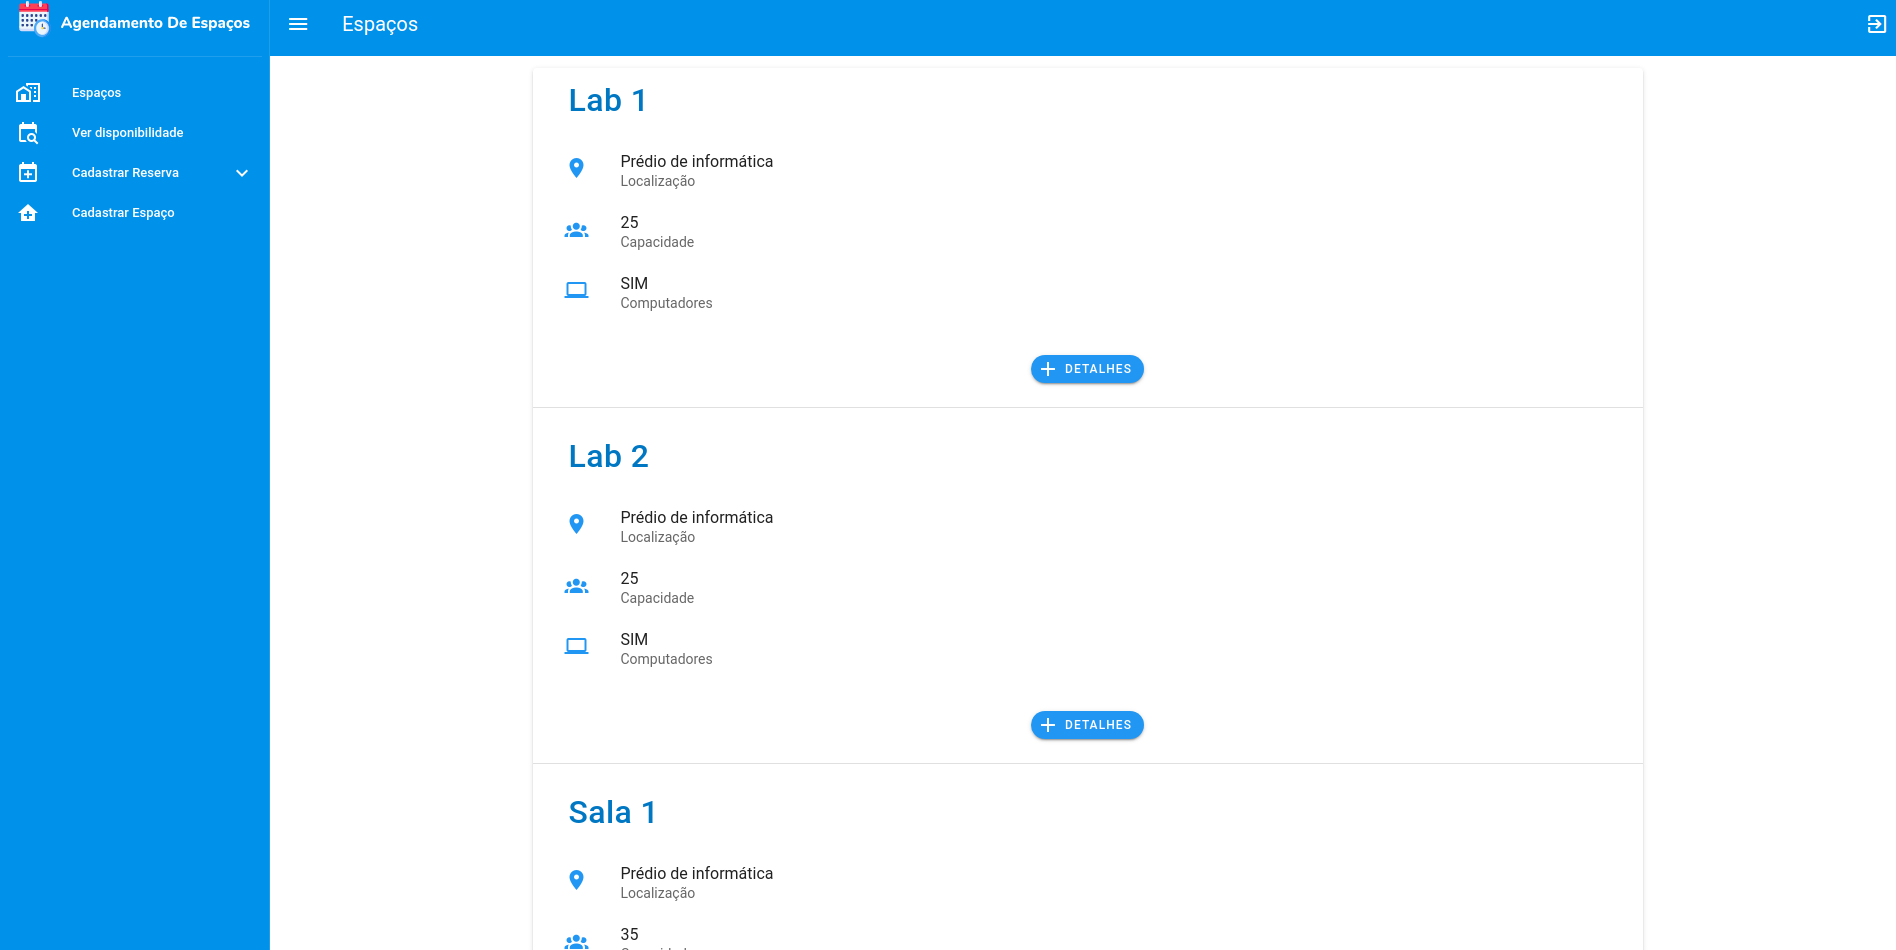 Agendamento De Espaços
Espaços
Espaços
Ver disponibilidade
Cadastrar Reserva
Cadastrar Espaço
Lab 1
Prédio de informática
Localização
25
Capacidade
SIM
Computadores
DETALHES
Lab 2
Prédio de informática
Localização
25
Capacidade
SIM
Computadores
DETALHES
Sala 1
Prédio de informática
Localização
35